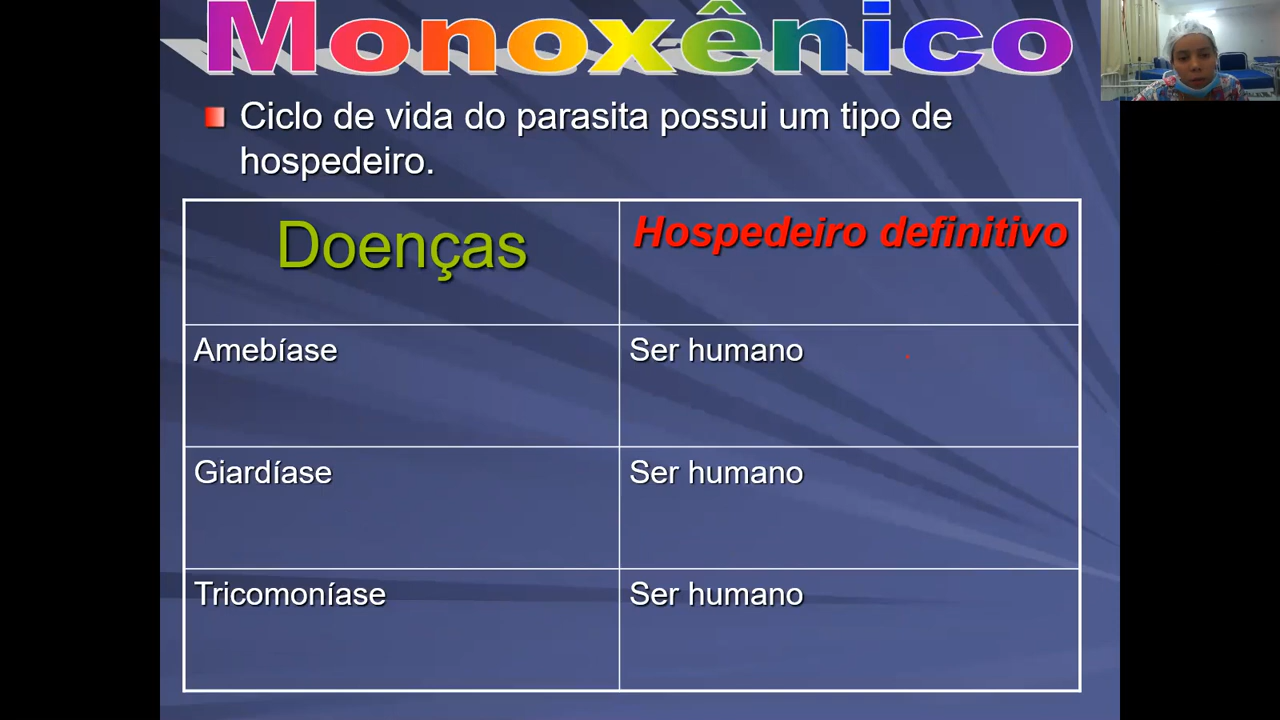 Monoxênico
Ciclo de vida do parasita possui um tipo de
hospedeiro.
Doenças
Hospedeiro definitivo
Amebíase
Ser humano
Giardíase
Ser humano
Tricomoníase
Ser humano